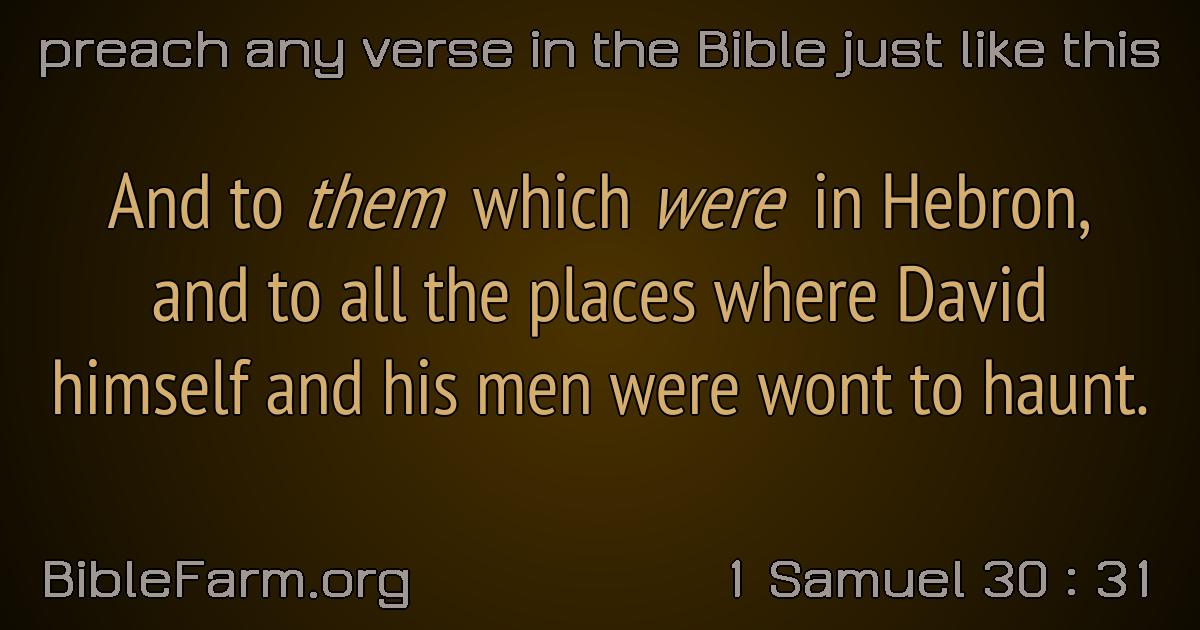 preach any verse in the Bible just like this
And to them which were in Hebron,
and to all the places where David
himself and his men were wont to haunt.
BibleFarm.org
1 Samuel 30 : 31